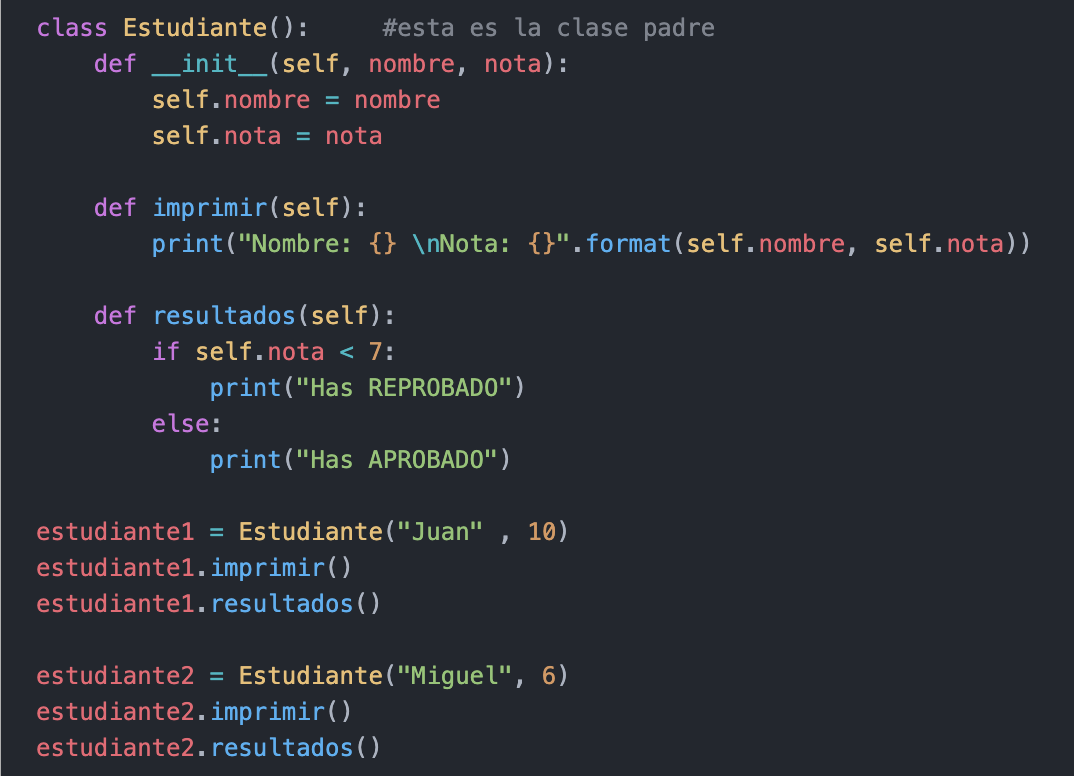 class Estudiante():     #esta es la clase padre
    def __init__(self, nombre, nota):
        self.nombre = nombre
        self.nota = nota

    def imprimir(self):
        print("Nombre: {} \nNota: {}".format(self.nombre, self.nota))

    def resultados(self):
        if self.nota < 7:
            print("Has REPROBADO")
        else:
            print("Has APROBADO")

estudiante1 = Estudiante("Juan" , 10)
estudiante1.imprimir()
estudiante1.resultados()

estudiante2 = Estudiante("Miguel", 6)
estudiante2.imprimir()
estudiante2.resultados()